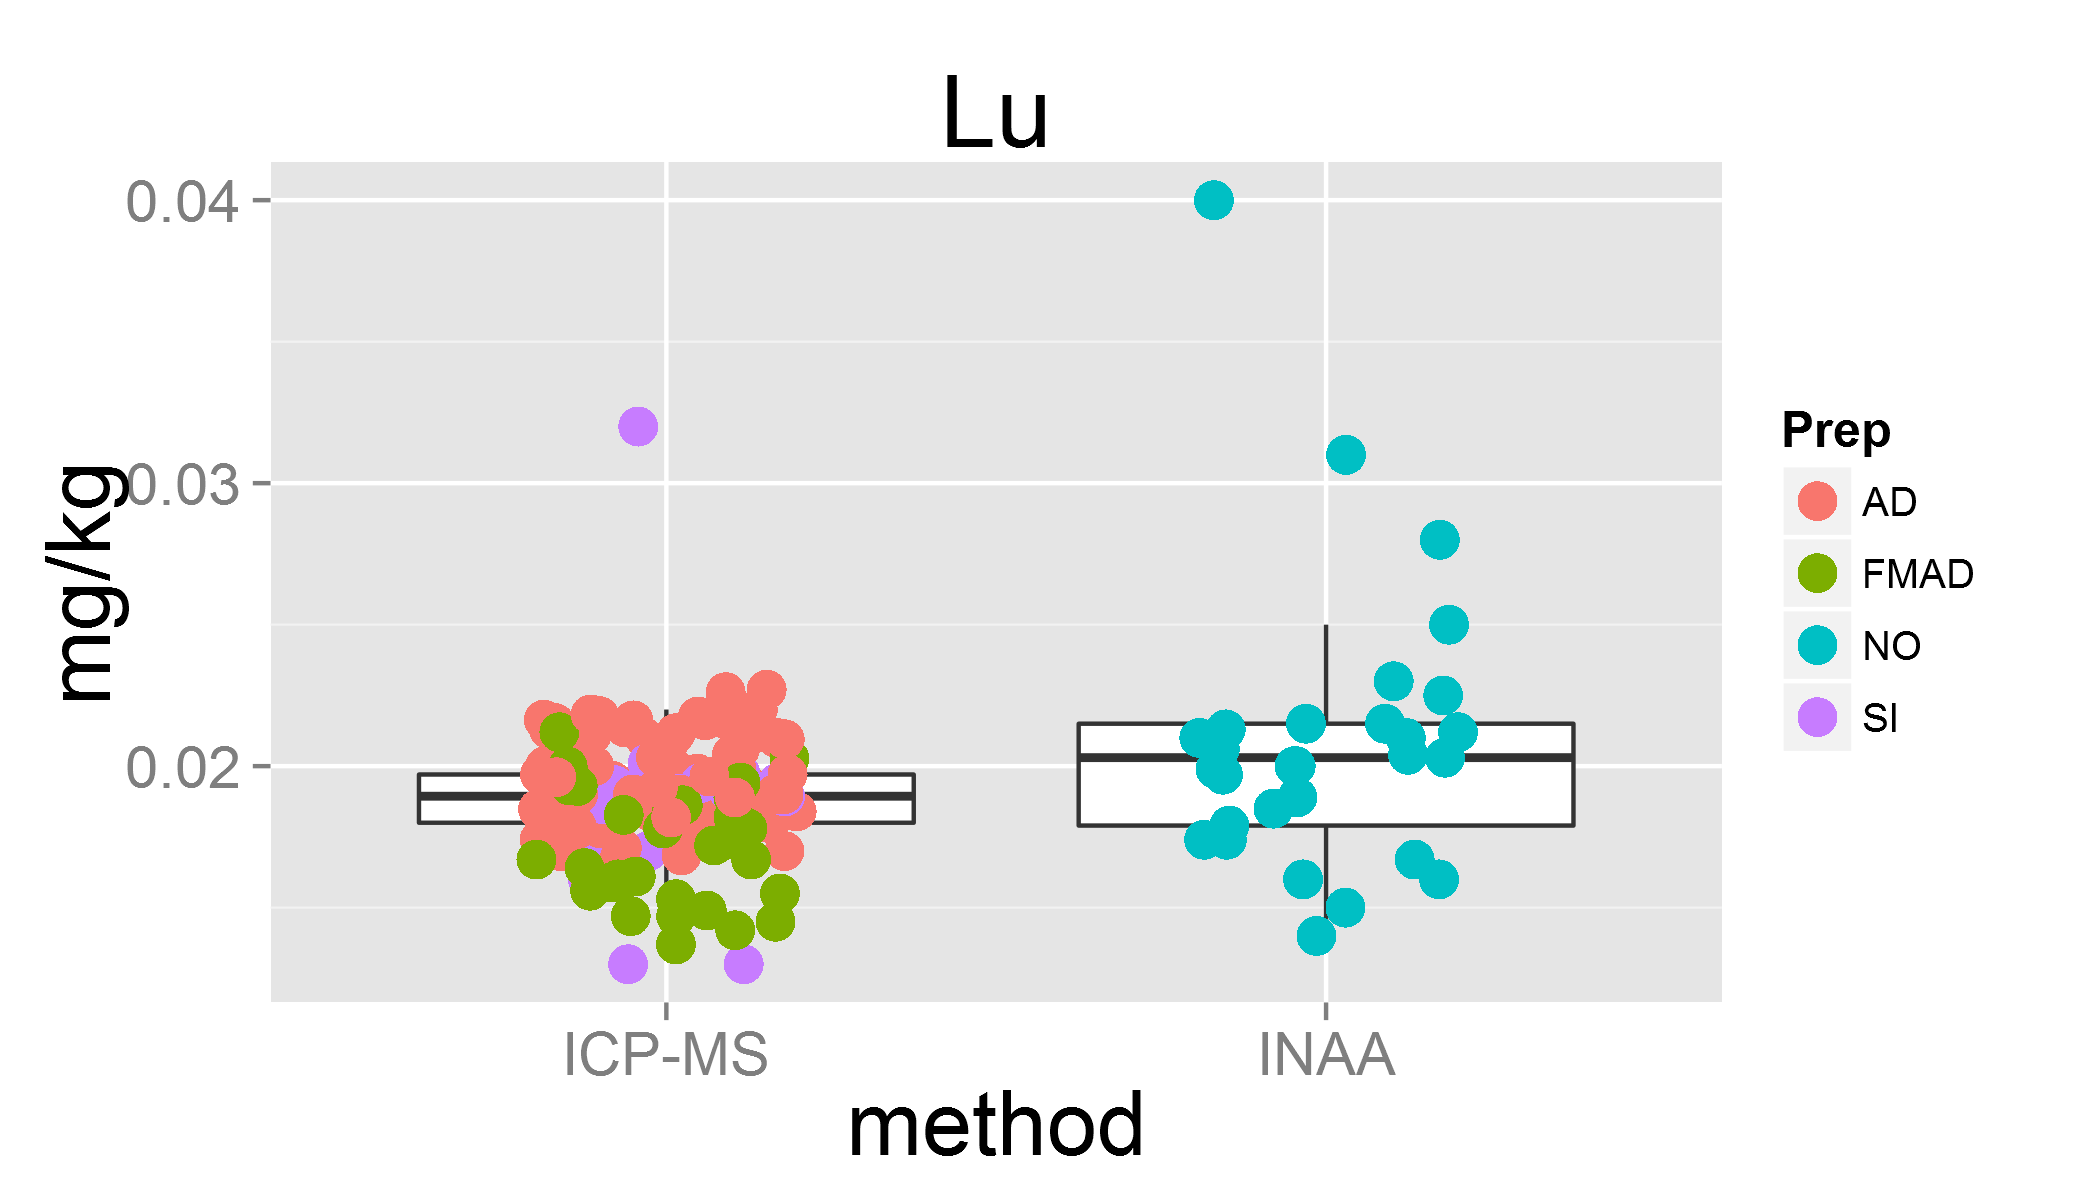 Lu
mg/kg
0.04
0.03
0.02
ICP-MS
INAA
method
Prep
AD
FMAD
NO
SI